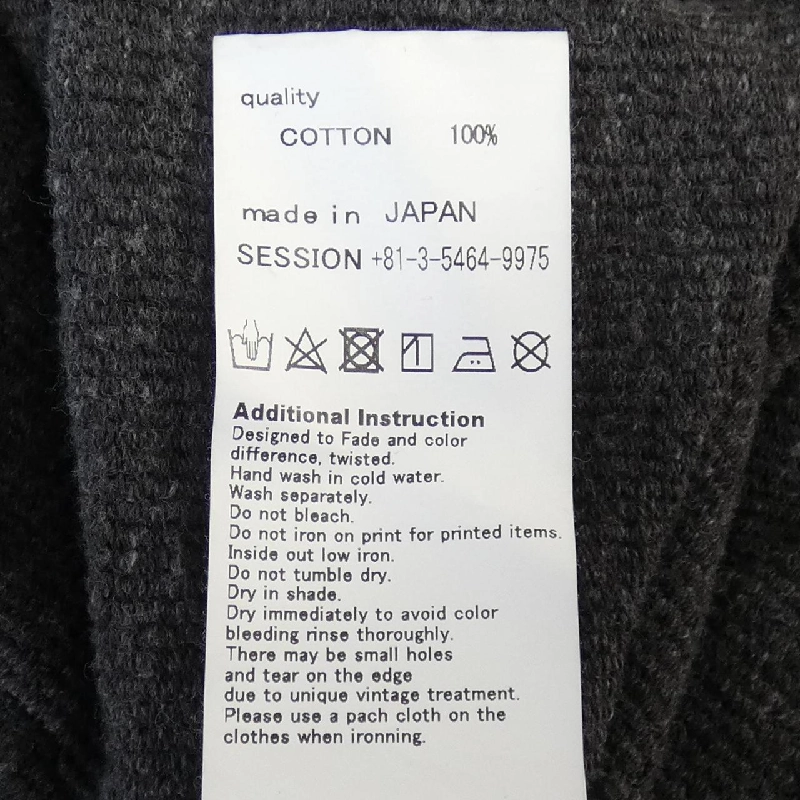 quality
COTTON 100%
made in JAPAN
SESSION +81-3-5464-9975
Additional Instruction
Designed to Fade and color
difference, twisted.
Hand wash in cold water.
Wash separately.
Do not bleach.
Do not iron on print for printed items.
Inside out low iron.
Do not tumble dry.
Dry in shade.
Dry immediately to avoid color
bleeding rinse thoroughly.
There may be small holes
and tear on the edge
due to unique vintage treatment.
Please use a pach cloth on the
clothes when ironning.